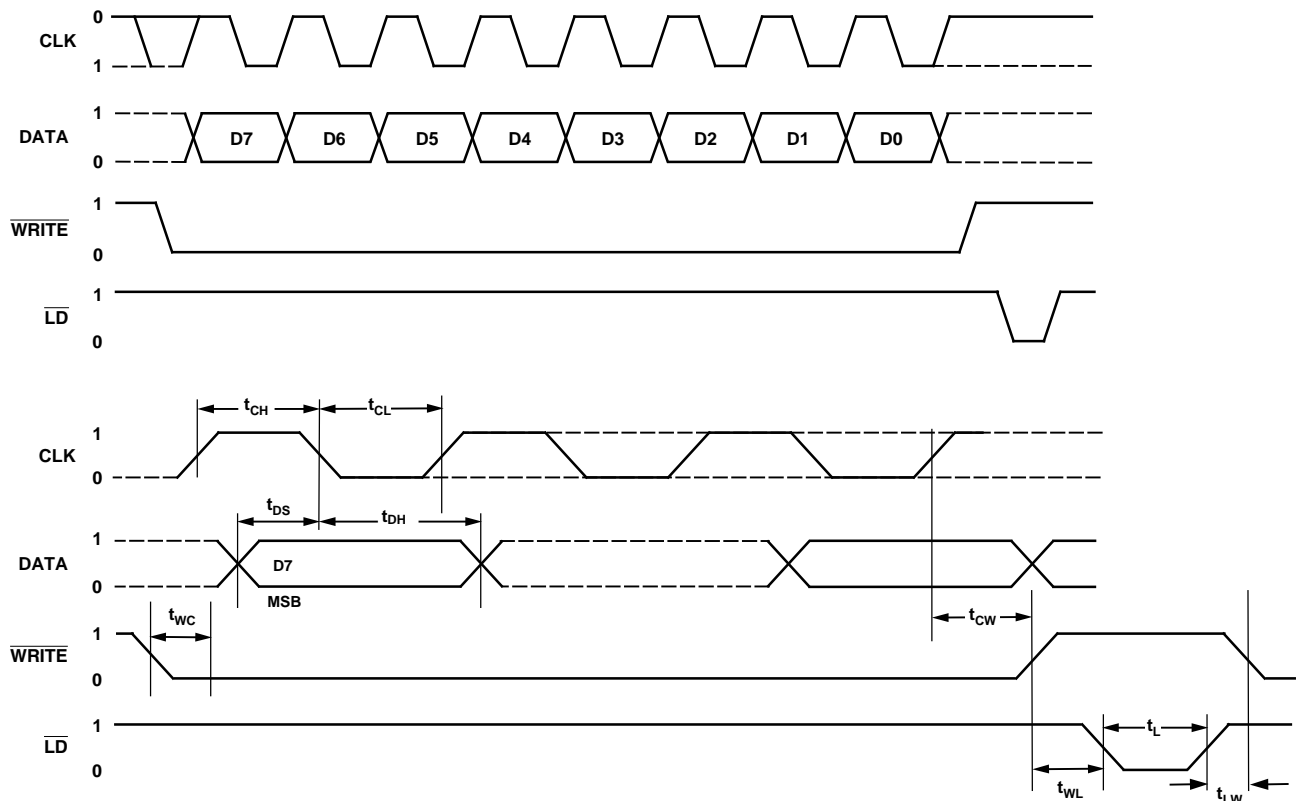 0
CLK
1
1
DATA
D7 D6 D5 D4 D3 D2 D1 D0
0
1
WRITE
0
1
LD
0
tCH tCL
1
CLK
0
tDS tDH
1
DATA
D7
0
MSB
tWC
tCW
1
WRITE
0
1
tL
LD
0
tWL tLW